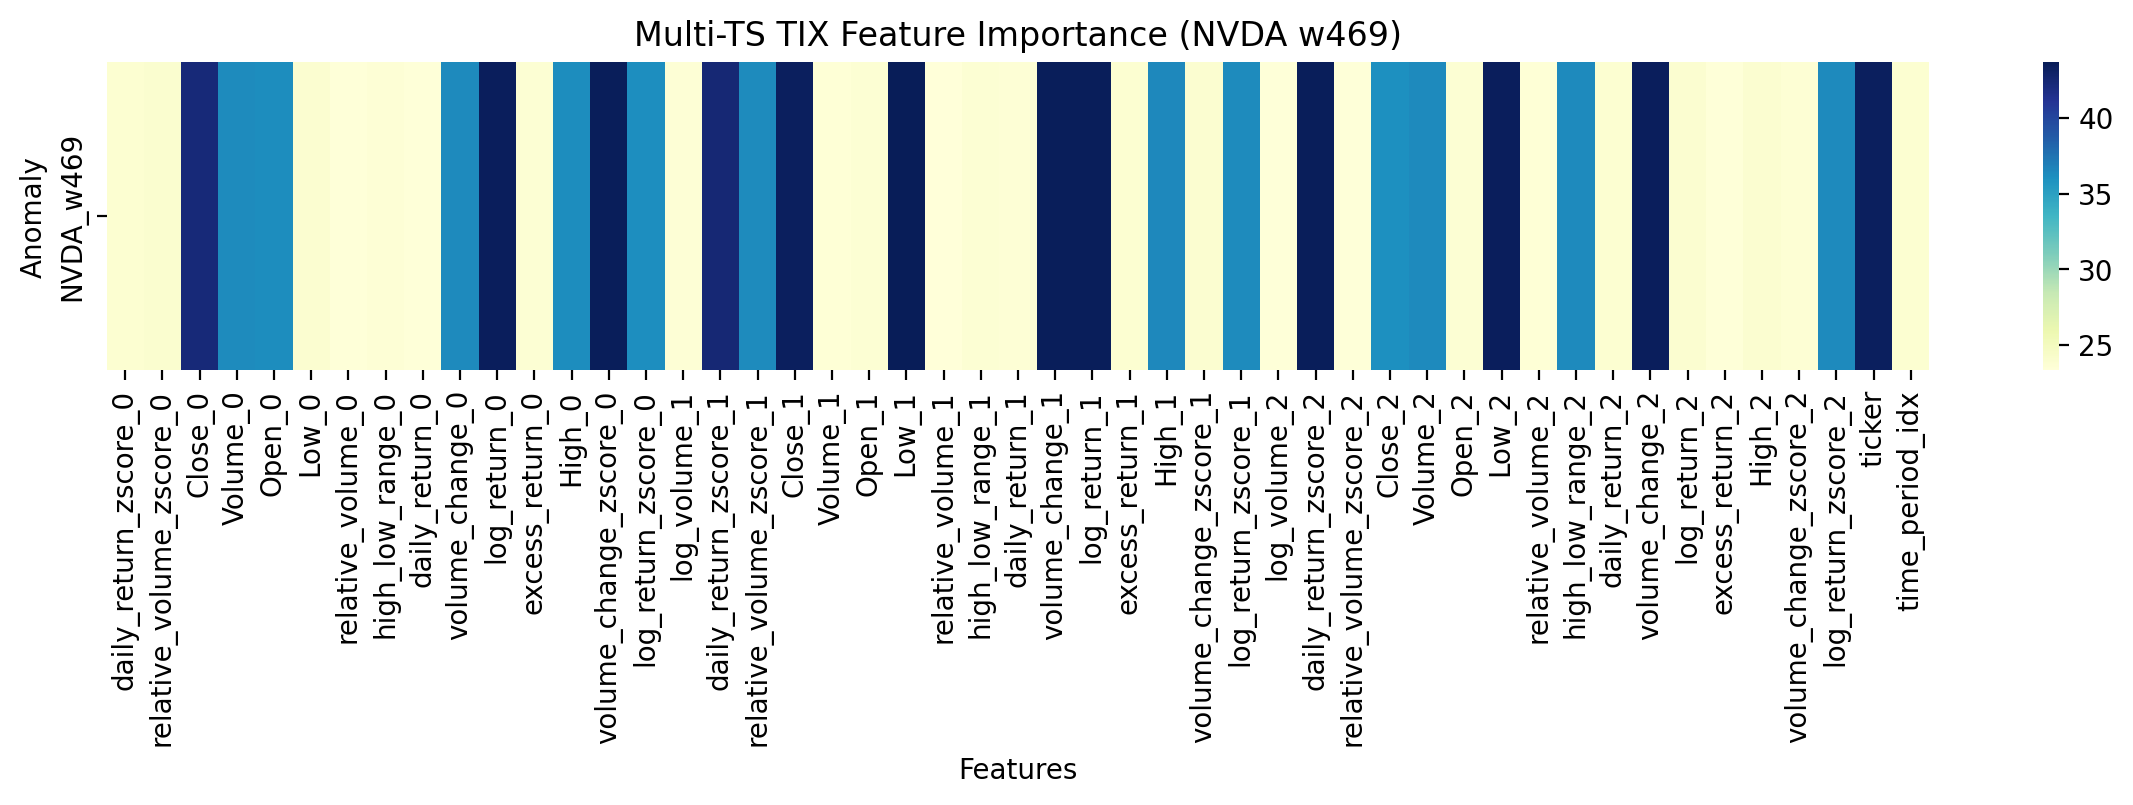 Multi-TS TIX Feature Importance (NVDA w469)
Anomaly
NVDA_w469
40
35
30
25
daily_return_zscore_0
relative_volume_zscore_0
Close_0
Volume_0
Open_0
Low_0
relative_volume_0
high_low_range_0
daily_return_0
volume_change_0
log_return_0
excess_return_0
High_0
volume_change_zscore_0
log_return_zscore_0
log_volume_1
daily_return_zscore_1
relative_volume_zscore_1
Close_1
Volume_1
Open_1
Low_1
relative_volume_1
high_low_range_1
daily_return_1
volume_change_1
log_return_1
excess_return_1
High_1
volume_change_zscore_1
log_return_zscore_1
log_volume_2
daily_return_zscore_2
relative_volume_zscore_2
Close_2
Volume_2
Open_2
Low_2
relative_volume_2
high_low_range_2
daily_return_2
volume_change_2
log_return_2
excess_return_2
High_2
volume_change_zscore_2
log_return_zscore_2
ticker
time_period_idx
Features